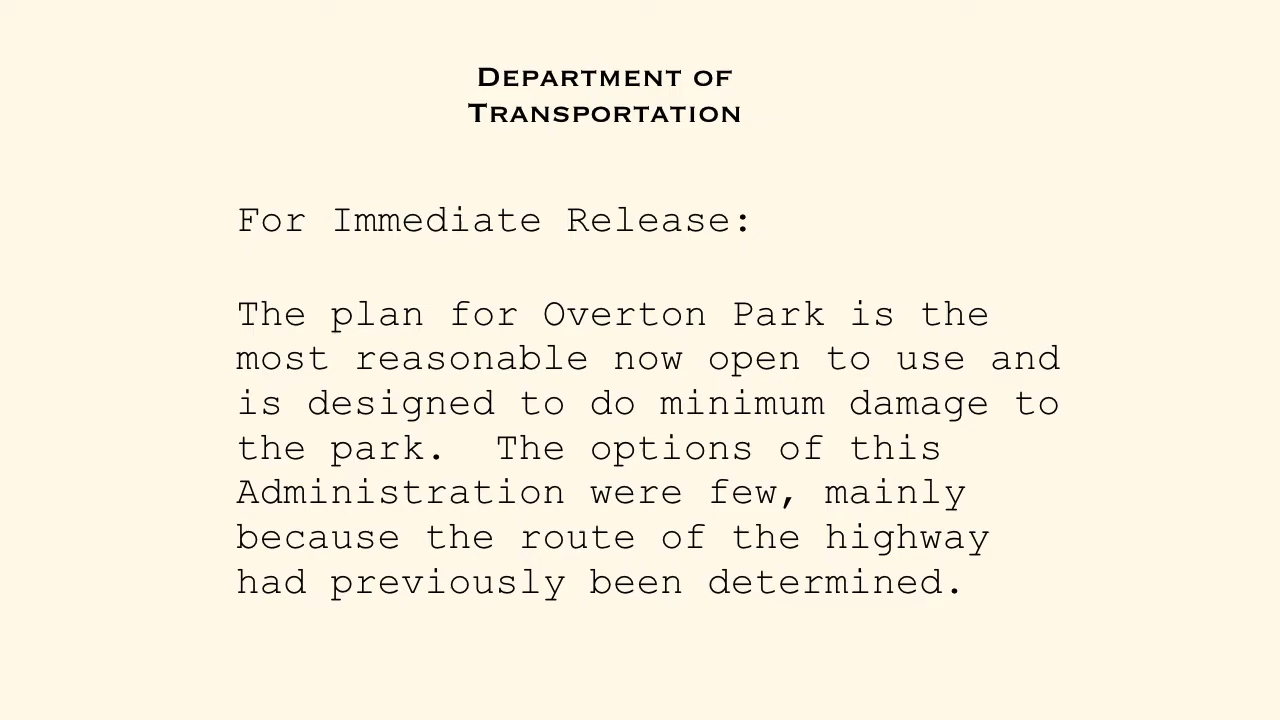 Department of
Transportation
For Immediate Release:
The plan for Overton Park is the
most reasonable now open to use and
is designed to do minimum damage to
the park.  The options of this
Administration were few, mainly
because the route of the highway
had previously been determined.